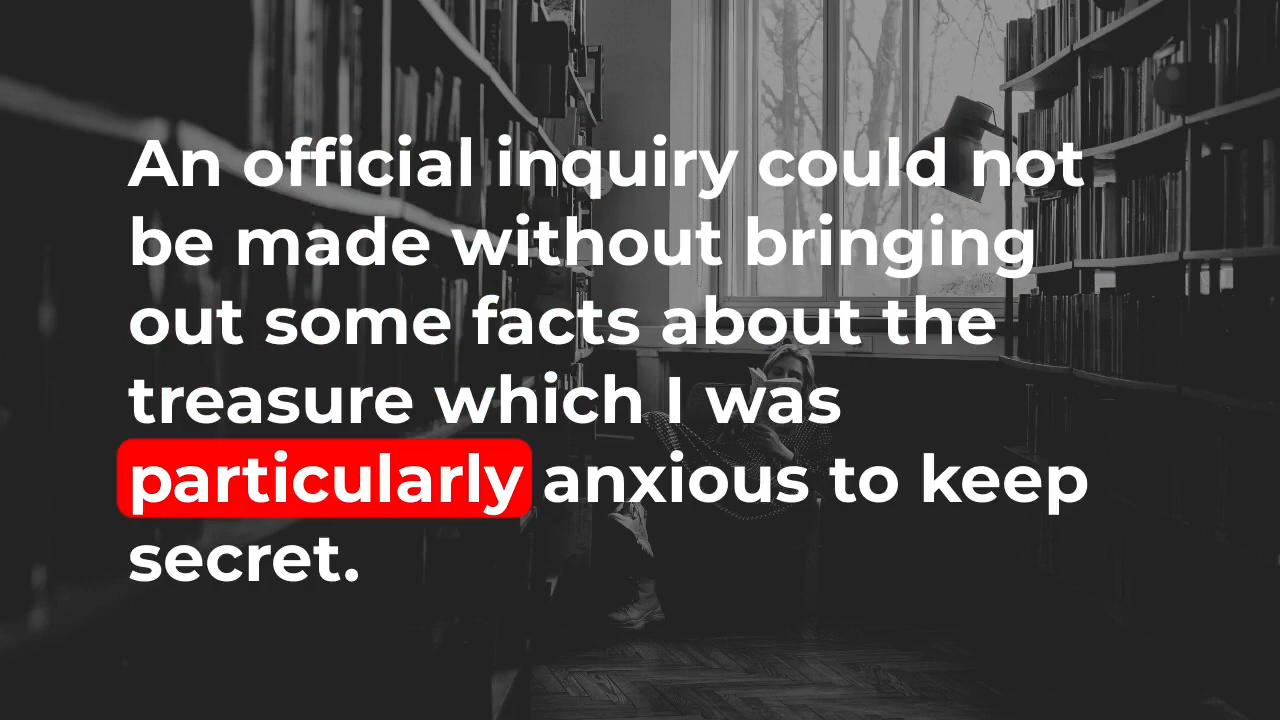 An official inquiry could not
be made without bringing
out some facts about the
treasure which I was
particularly anxious to keep
secret.